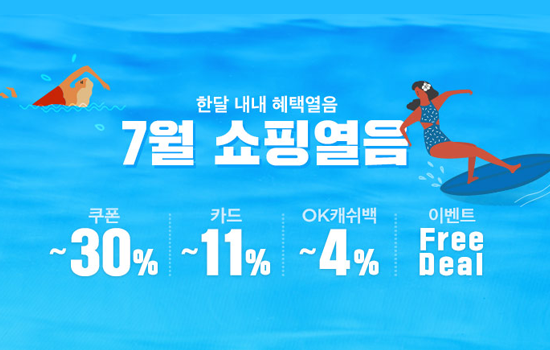 한달 내내 혜택열음
7월 쇼핑열음
쿠폰
~30%
카드
~11%
OK캐쉬백
~4%
이벤트
Free
Deal